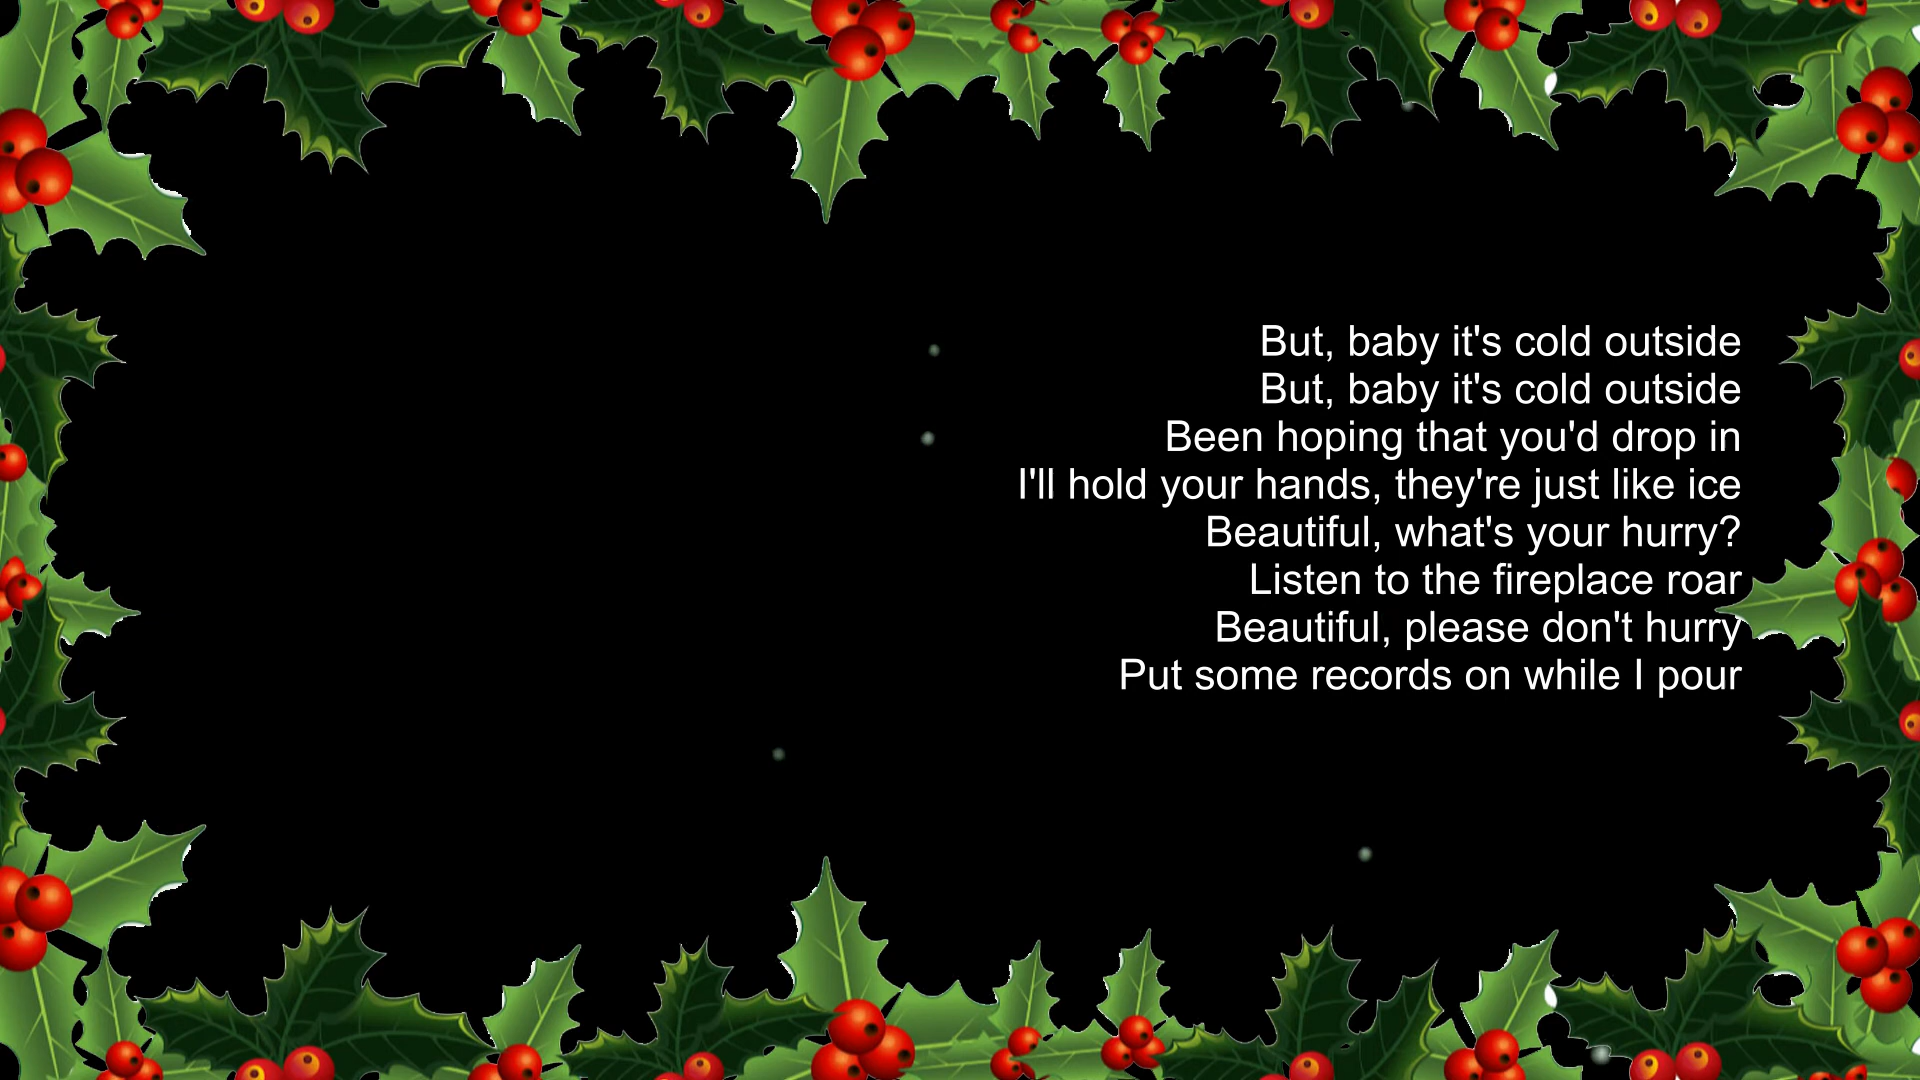 But, baby it's cold outside
But, baby it's cold outside
Been hoping that you'd drop in
I'll hold your hands, they're just like ice
Beautiful, what's your hurry?
Listen to the fireplace roar
Beautiful, please don't hurry
Put some records on while I pour